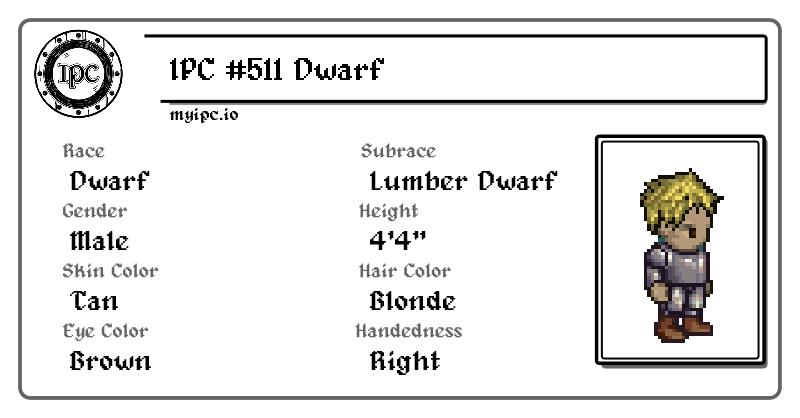 IPC
IPC #511 Dwarf
myipc.io
Race
Dwarf
Subrace
Lumber Dwarf
Gender
Male
Height
4'4"
Skin Color
Tan
Hair Color
Blonde
Eye Color
Brown
Handedness
Right